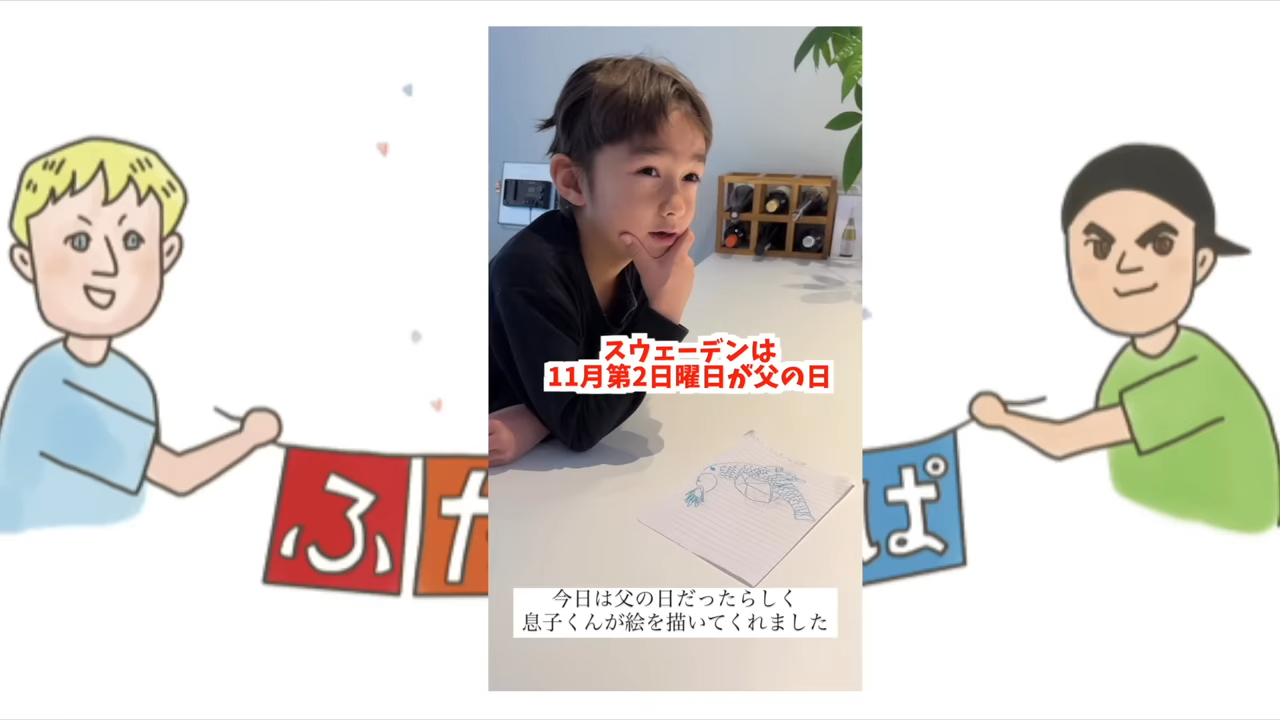 スウェーデンは
11月第2日曜日が父の日
今日は父の日だったらしく
息子くんが絵を描いてくれました
ふ
ぱ